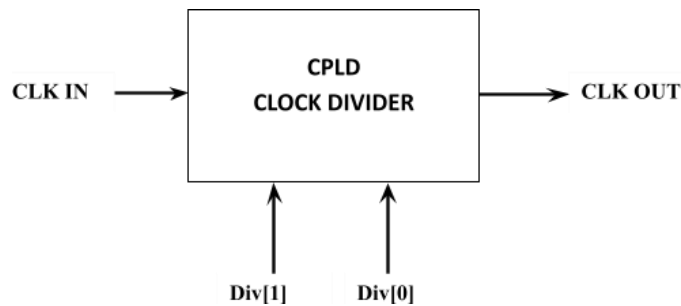 CPLD
CLOCK DIVIDER
CLK IN
CLK OUT
Div[1]
Div[0]